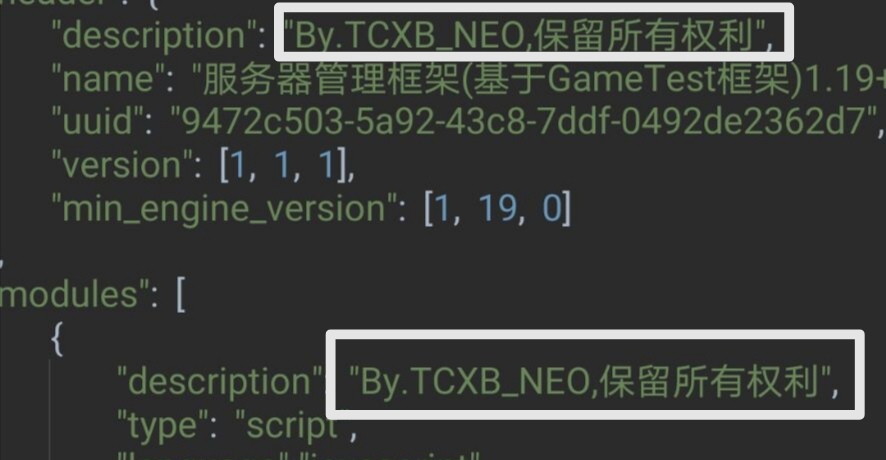 header": {
"description": "By.TCXB_NEO,保留所有权利",
"name": "服务器管理框架(基于GameTest框架)1.19+
"uuid": "9472c503-5a92-43c8-7ddf-0492de2362d7",
"version": [1, 1, 1],
"min_engine_version": [1, 19, 0]
,
modules": [
{
"description": "By.TCXB_NEO,保留所有权利",
"type": "script",